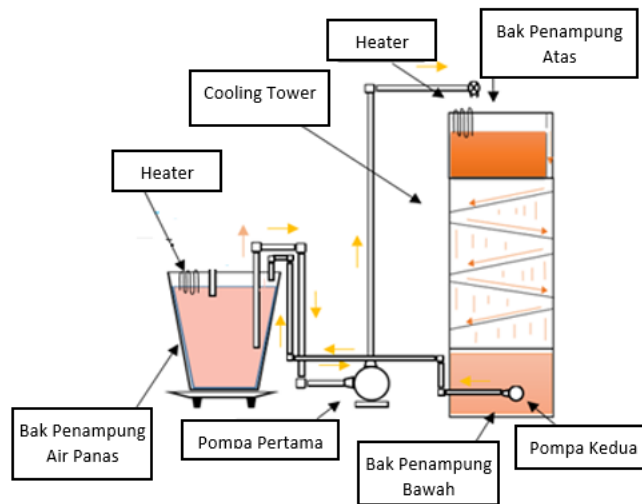 Heater
Bak Penampung
Atas
Cooling Tower
Heater
Bak Penampung
Air Panas
Pompa Pertama
Bak Penampung
Bawah
Pompa Kedua